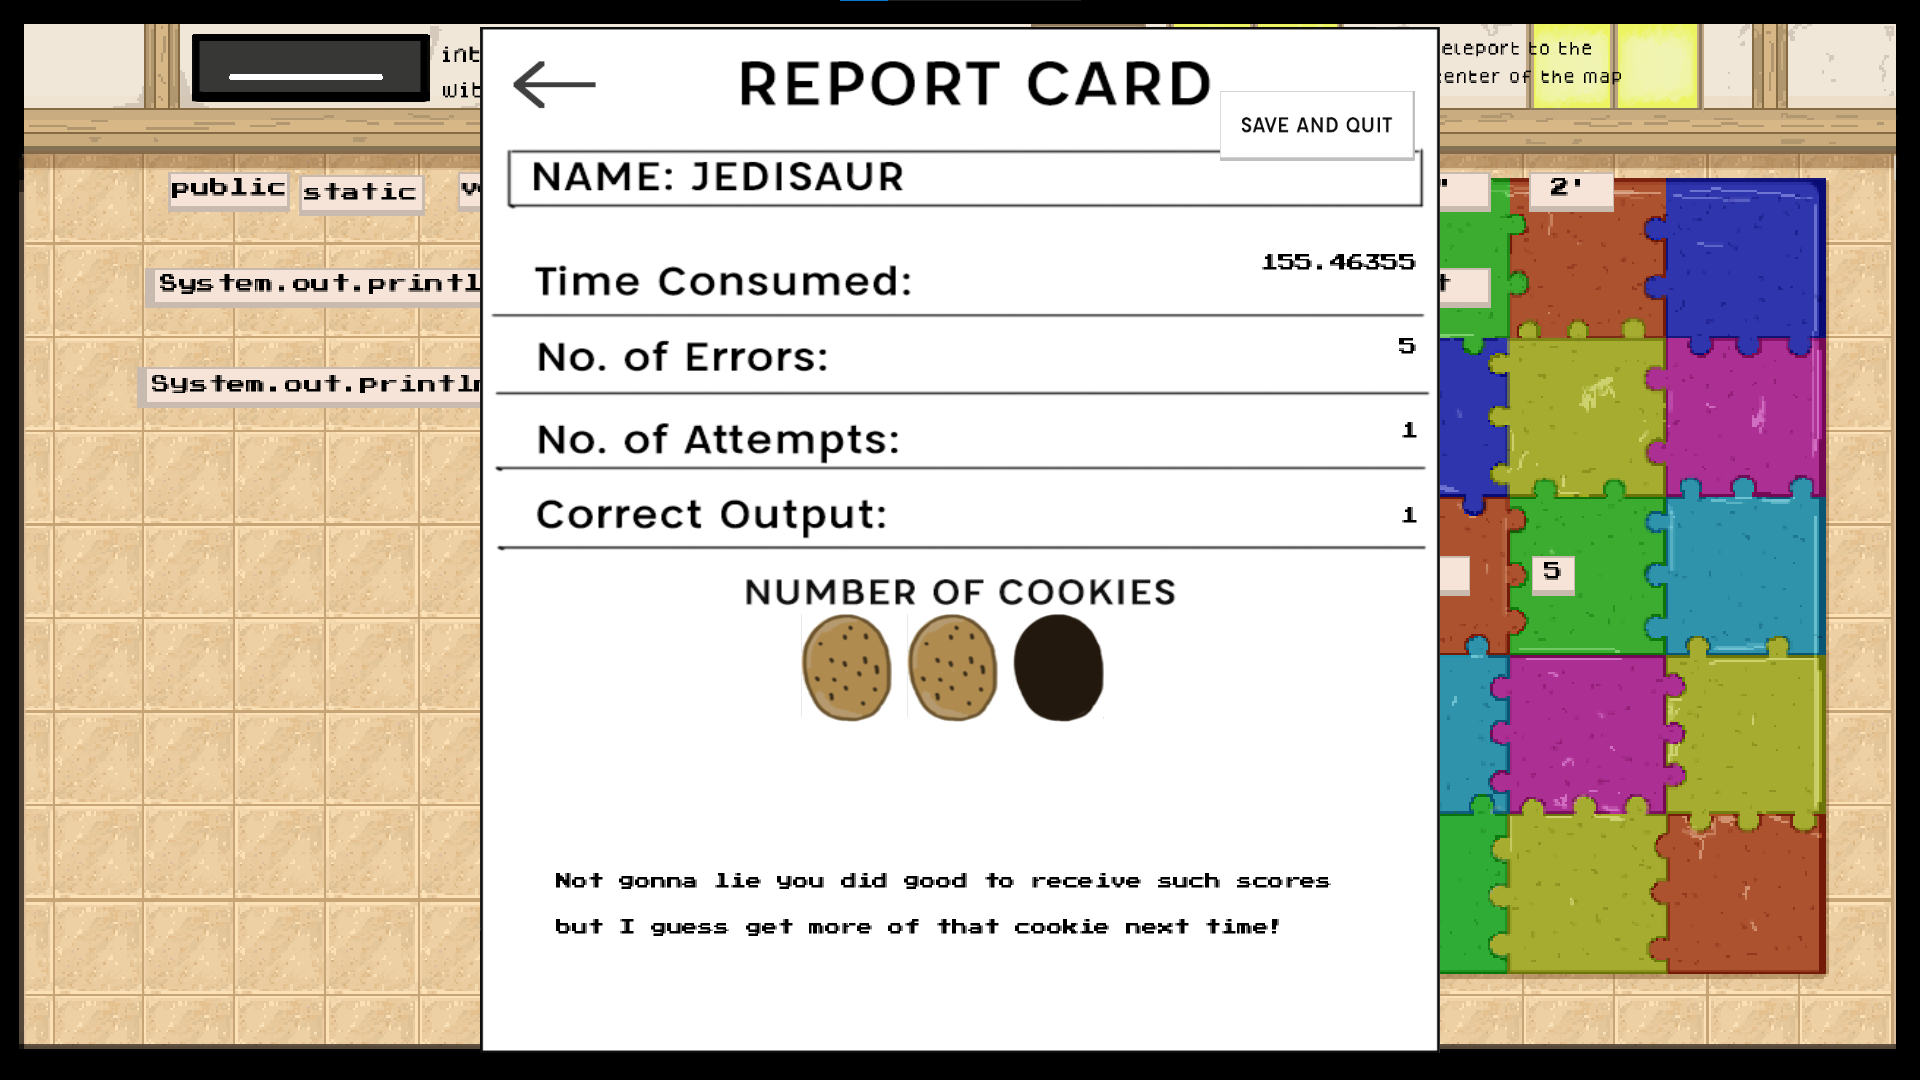 int
wit
eleport to the
enter of the map
REPORT CARD
SAVE AND QUIT
NAME: JEDISAUR
public static
2'
Time Consumed: 155.46355
System.out.printl
No. of Errors: 5
System.out.println
No. of Attempts: 1
Correct Output: 1
5
NUMBER OF COOKIES
Not gonna lie you did good to receive such scores
but I guess get more of that cookie next time!